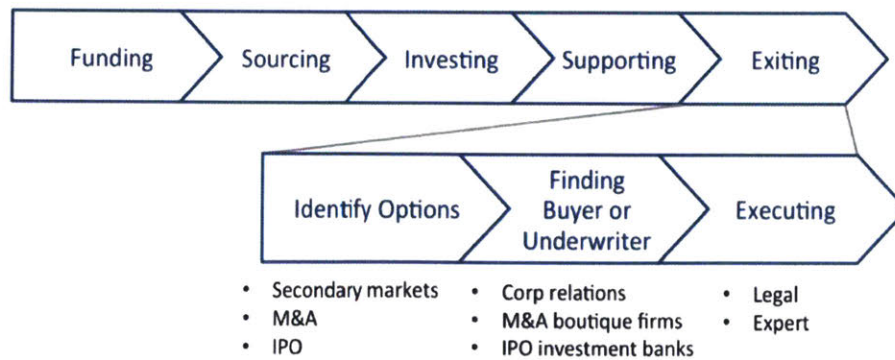 Funding
Sourcing
Investing
Supporting
Exiting
Identify Options
Finding
Buyer or
Underwriter
Executing
• Secondary markets
• M&A
• IPO
• Corp relations
• M&A boutique firms
• IPO investment banks
• Legal
• Expert